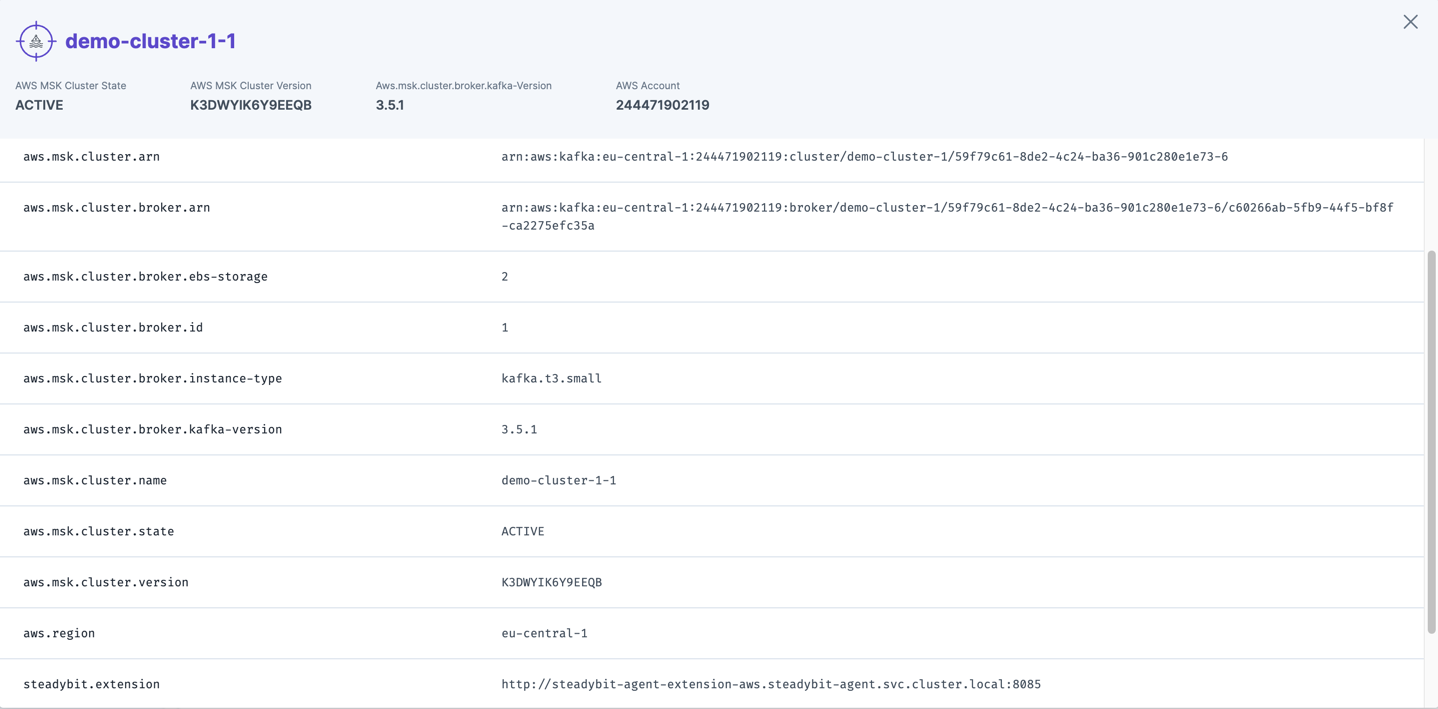 demo-cluster-1-1
AWS MSK Cluster State
ACTIVE
AWS MSK Cluster Version
K3DWYIK6Y9EEQB
Aws.msk.cluster.broker.kafka-Version
3.5.1
AWS Account
244471902119
aws.msk.cluster.arn
arn:aws:kafka:eu-central-1:244471902119:cluster/demo-cluster-1/59f79c61-8de2-4c24-ba36-901c280e1e73-6
aws.msk.cluster.broker.arn
arn:aws:kafka:eu-central-1:244471902119:broker/demo-cluster-1/59f79c61-8de2-4c24-ba36-901c280e1e73-6/c60266ab-5fb9-44f5-bf8f
-ca2275efc35a
aws.msk.cluster.broker.ebs-storage
2
aws.msk.cluster.broker.id
1
aws.msk.cluster.broker.instance-type
kafka.t3.small
aws.msk.cluster.broker.kafka-version
3.5.1
aws.msk.cluster.name
demo-cluster-1-1
aws.msk.cluster.state
ACTIVE
aws.msk.cluster.version
K3DWYIK6Y9EEQB
aws.region
eu-central-1
steadybit.extension
http://steadybit-agent-extension-aws.steadybit-agent.svc.cluster.local:8085